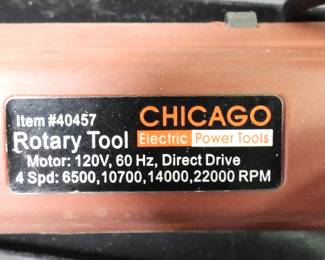 Item #40457 CHICAGO
Rotary Tool Electric Power Tools
Motor: 120V, 60 Hz, Direct Drive
4 Spd: 6500,10700,14000,22000 RPM